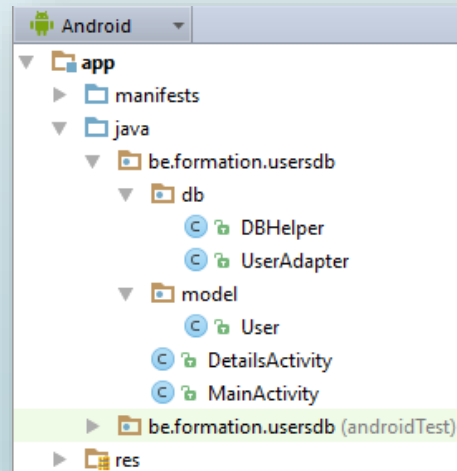 Android
app
manifests
java
be.formation.usersdb
db
DBHelper
UserAdapter
model
User
DetailsActivity
MainActivity
be.formation.usersdb (androidTest)
res